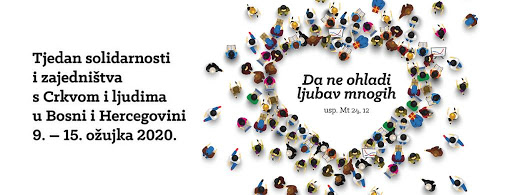 Tjedan solidarnosti
i zajedništva
s Crkvom i ljudima
u Bosni i Hercegovini
9. – 15. ožujka 2020.
Da ne ohladi
ljubav mnogih
usp. Mt 24, 12